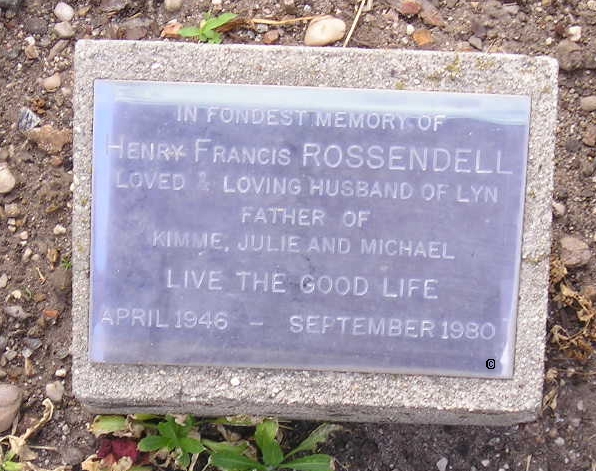 IN FONDEST MEMORY OF
HENRY FRANCIS ROSSENDELL
LOVED & LOVING HUSBAND OF LYN
FATHER OF
KIMME, JULIE AND MICHAEL
LIVE THE GOOD LIFE
APRIL 1946 – SEPTEMBER 1980
©